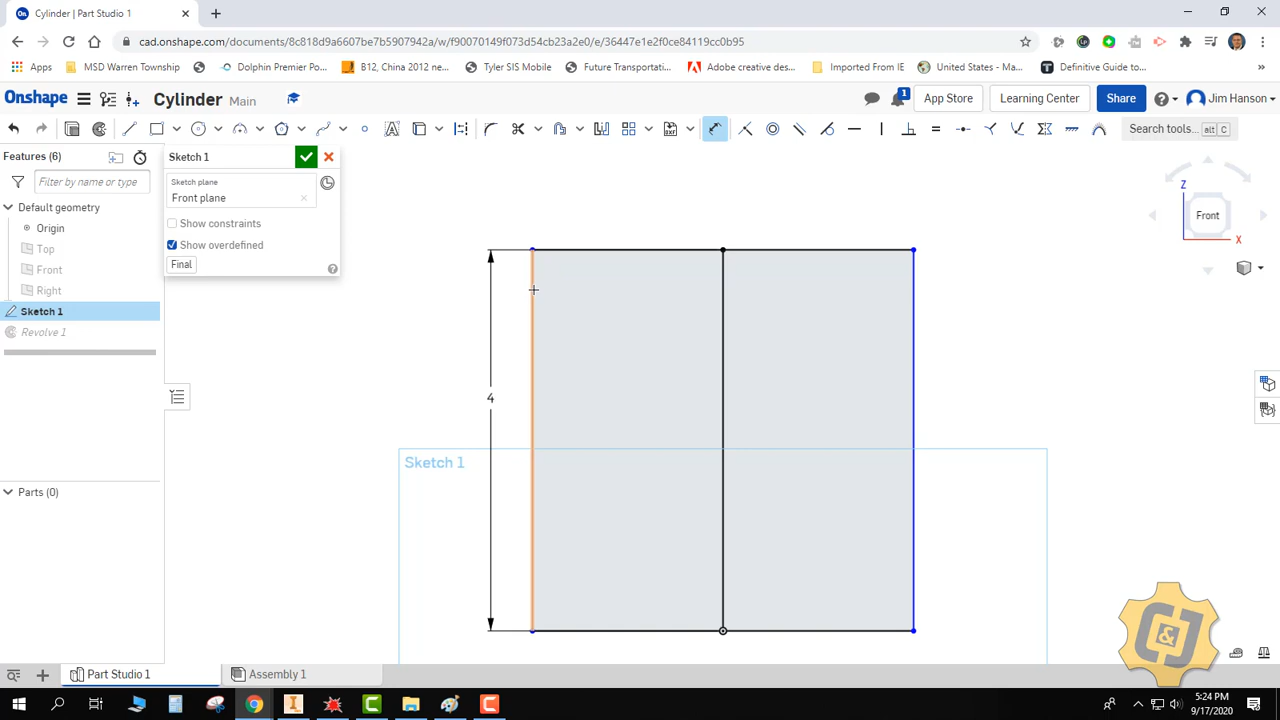 Cylinder | Part Studio 1
cad.onshape.com/documents/8c818d9a6607be7b5907942a/w/f90070149f073d54cb23a2e0/e/36447e1e2f0ce84119cc0b95
Apps
MSD Warren Township
Dolphin Premier Po...
B12, China 2012 ne...
Tyler SIS Mobile
Future Transportati...
Adobe creative des...
Imported From IE
United States - Ma...
Definitive Guide to...
»
Onshape
Cylinder Main
1
App Store
Learning Center
Share
Jim Hanson
Search tools... alt C
Features (6)
Filter by name or type
Default geometry
Origin
Top
Front
Right
Sketch 1
Revolve 1
Parts (0)
Sketch 1
Sketch plane
Front plane
Show constraints
Show overdefined
Final
Z
Front
X
4
Sketch 1
C&J
Part Studio 1
Assembly 1
5:24 PM
9/17/2020